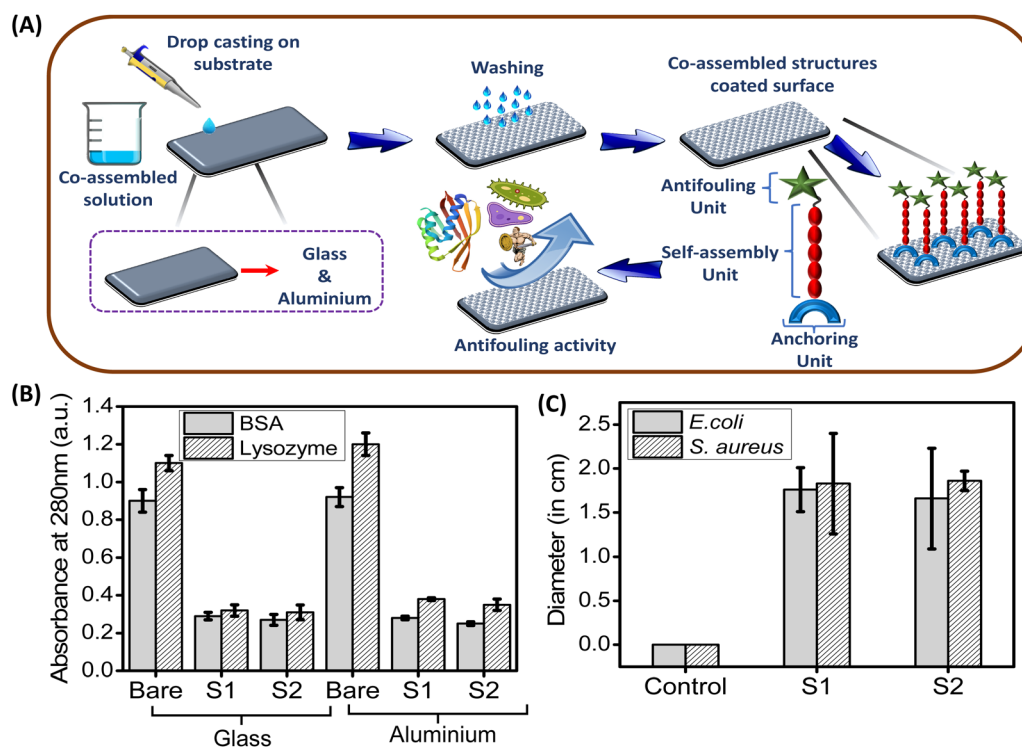 (A)
Drop casting on
substrate
Washing
Co-assembled structures
coated surface
Co-assembled
solution
Antifouling
Unit
Self-assembly
Unit
Glass
&
Aluminium
Antifouling activity
Anchoring
Unit
(B)
Absorbance at 280nm (a.u.)
1.4
1.2
1.0
0.8
0.6
0.4
0.2
0.0
BSA
Lysozyme
Bare S1 S2 Bare S1 S2
Glass Aluminium
(C)
Diameter (in cm)
2.5
2.0
1.5
1.0
0.5
0.0
E.coli
S. aureus
Control S1 S2